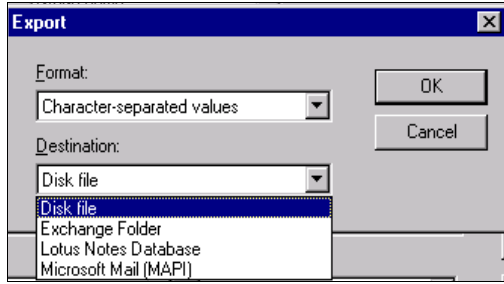 Export
Format:
OK
Character-separated values
Cancel
Destination:
Disk file
Disk file
Exchange Folder
Lotus Notes Database
Microsoft Mail (MAPI)